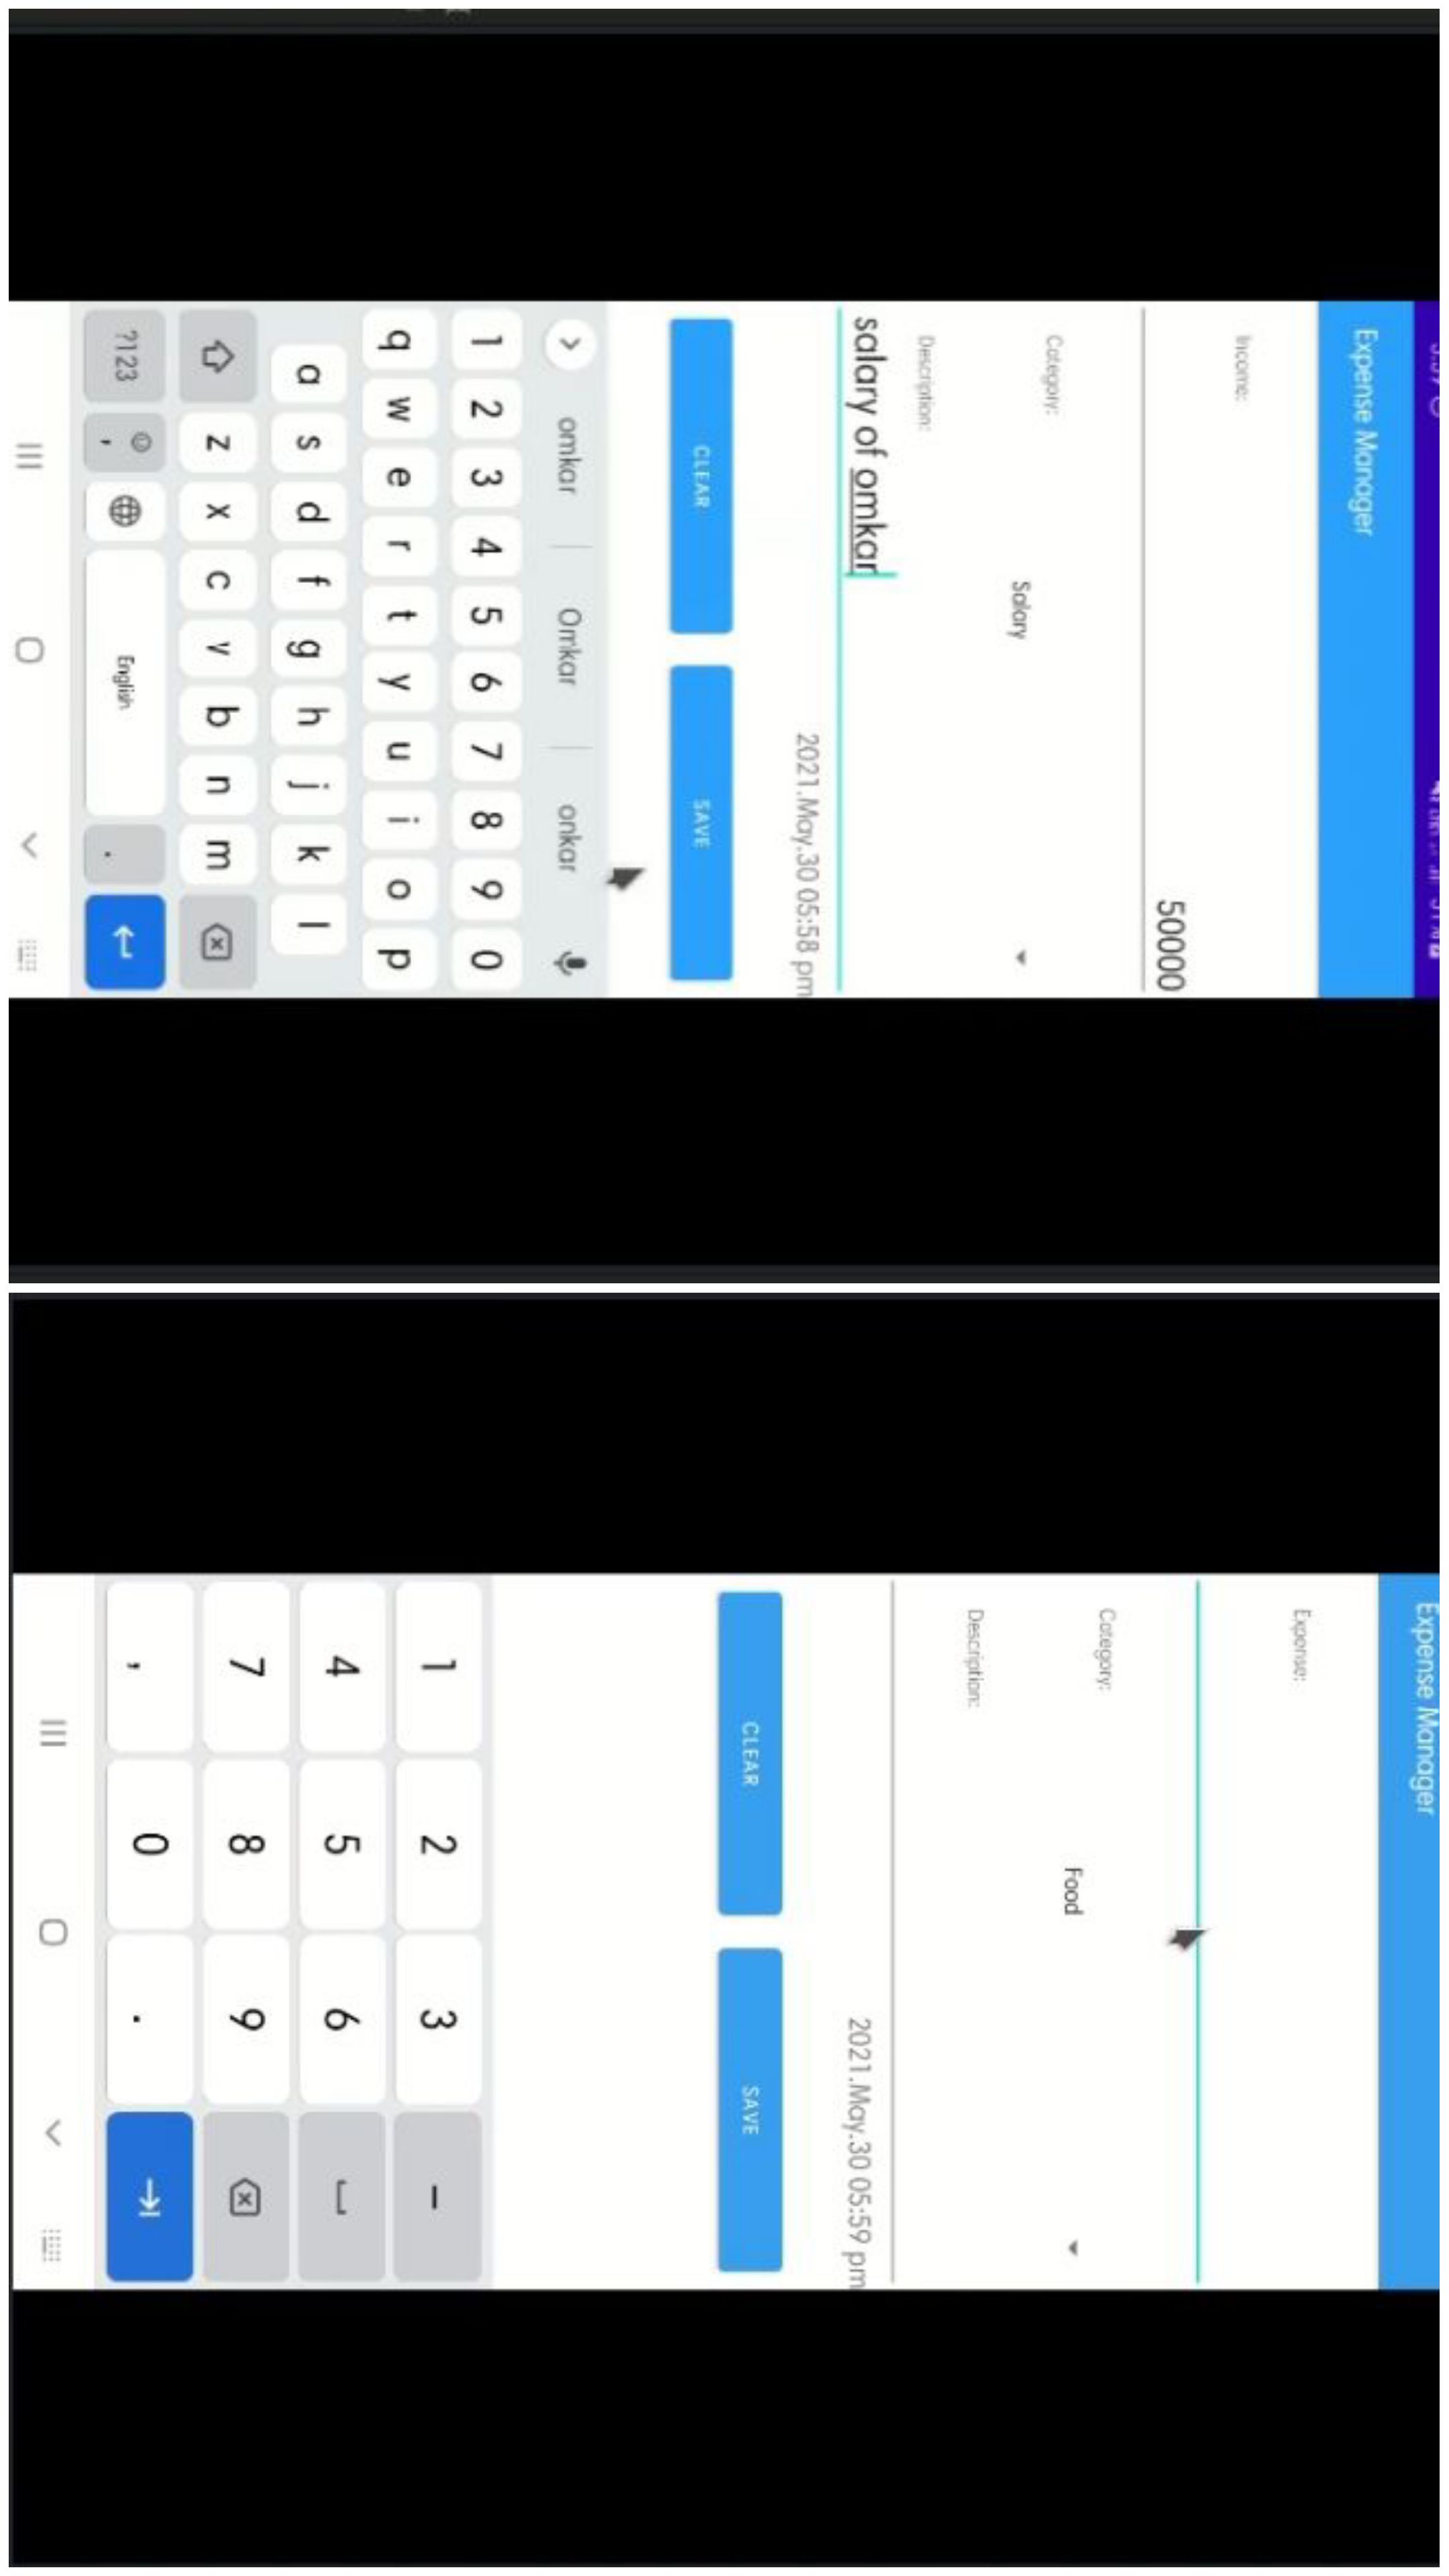 Expense Manager
Income:
50000
Category:
Salary
Description:
salary of omkar
2021.May.30 05:58 pm
CLEAR SAVE
omkar Omkar onkar
1 2 3 4 5 6 7 8 9 0
q w e r t y u i o p
a s d f g h j k l
z x c v b n m
?123 , English .
Expense Manager
Expense:
Category:
Food
Description:
2021.May.30 05:59 pm
CLEAR SAVE
1 2 3 –
4 5 6
7 8 9
, 0 .